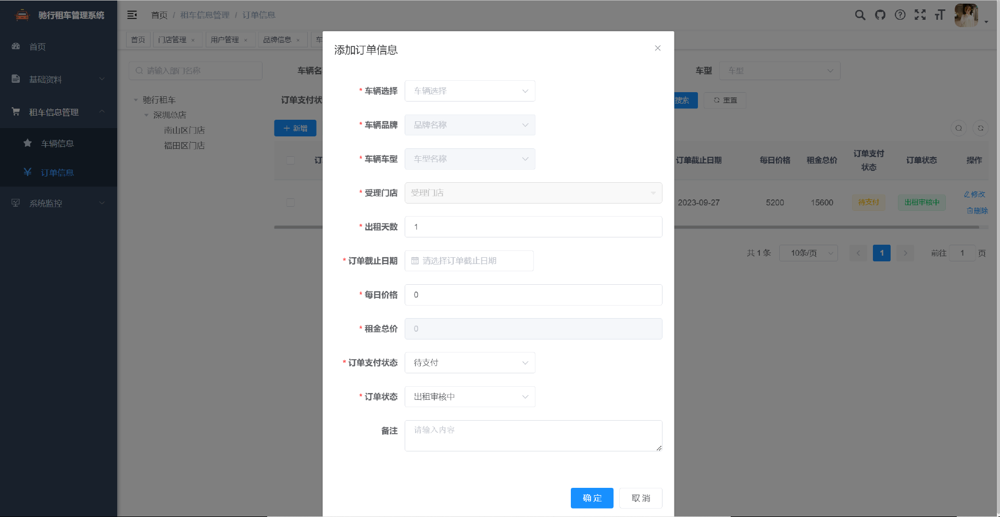 驰行租车管理系统
首页 / 租车信息管理 / 订单信息
首页
门店管理 ×
用户管理 ×
品牌信息 ×
车
首页
基础资料
租车信息管理
车辆信息
订单信息
系统监控
请输入部门名称
驰行租车
深圳总店
南山区门店
福田区门店
车辆名
车型
车型
订单支付状
搜索
重置
+ 新增
订
订单截止日期
每日价格
租金总价
订单支付
状态
订单状态
操作
2023-09-27
5200
15600
待支付
出租审核中
修改
删除
共 1 条
10条/页
1
前往
1
页
添加订单信息
* 车辆选择
车辆选择
* 车辆品牌
品牌名称
* 车辆车型
车型名称
* 受理门店
受理门店
* 出租天数
1
* 订单截止日期
请选择订单截止日期
* 每日价格
0
* 租金总价
0
* 订单支付状态
待支付
* 订单状态
出租审核中
备注
请输入内容
确 定
取 消